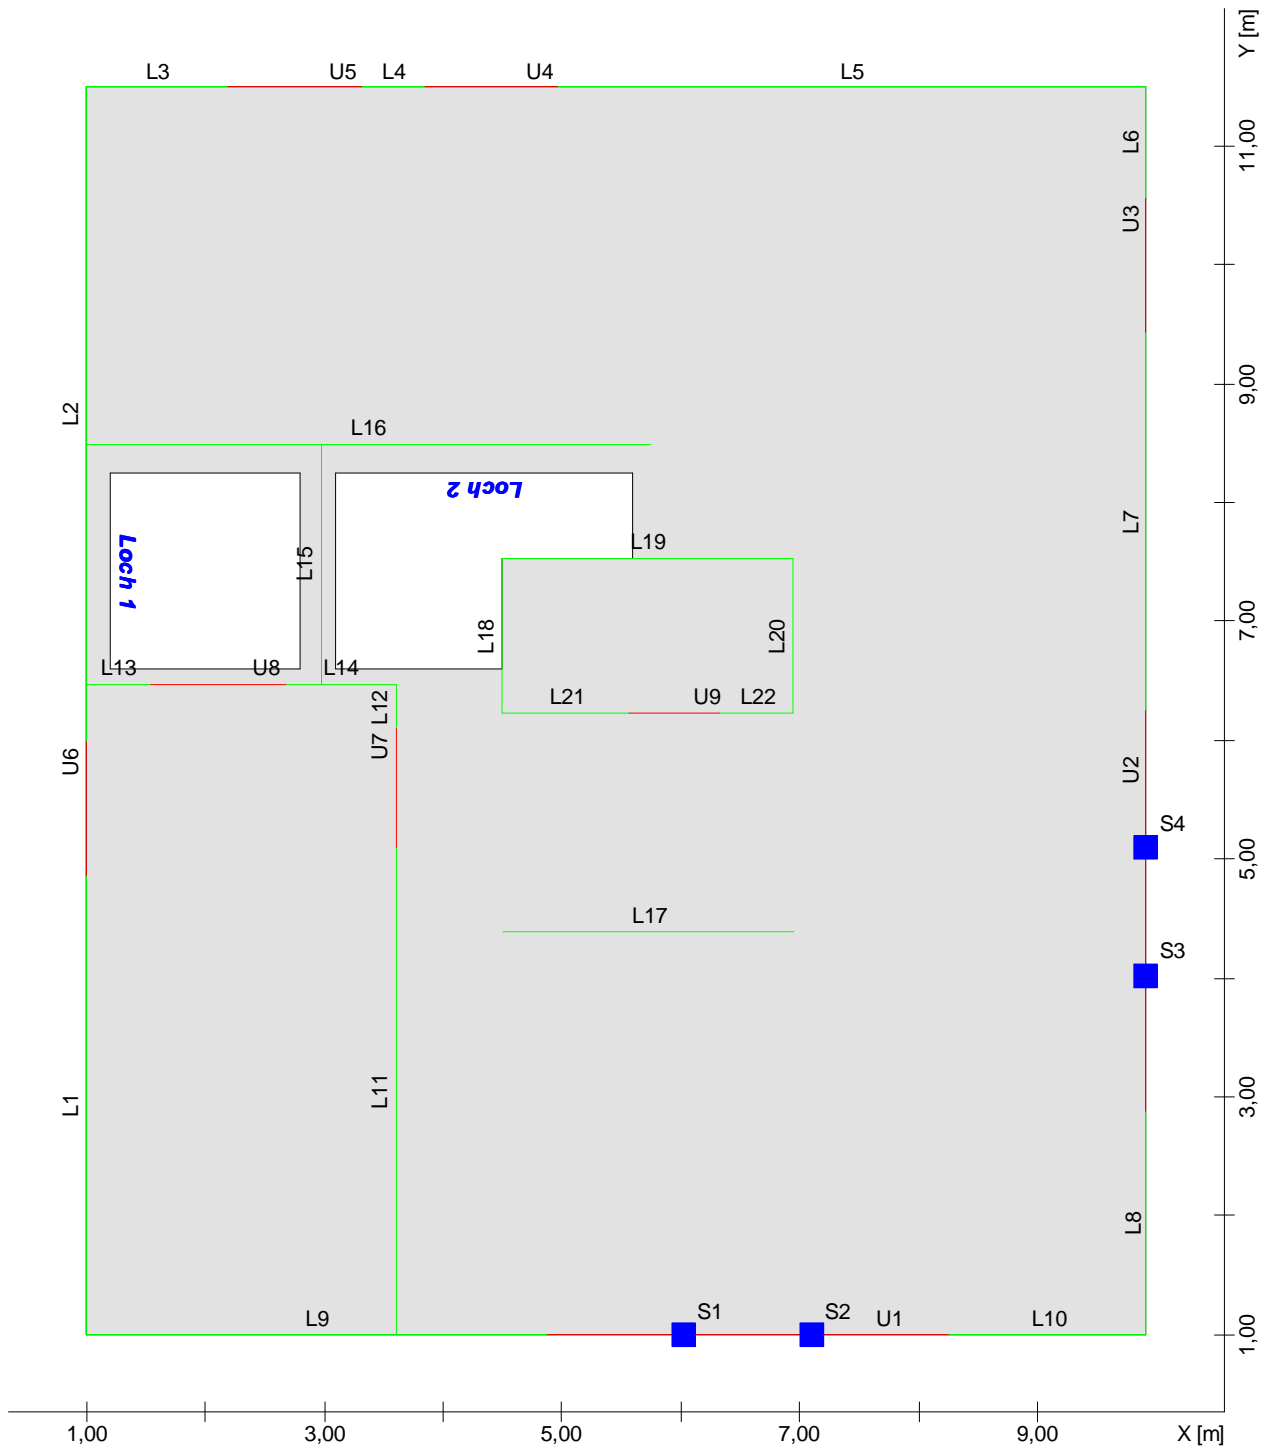 Y [m]
L3
U5
L4
U4
L5
L6
11,00
U3
9,00
L2
L16
Loch 2
L7
L15
L19
Loch 1
L18
L20
7,00
L13
U8
L14
L12
L21
U9
L22
U7
U6
U2
S4
5,00
L17
S3
L11
L1
3,00
L8
L9
S1
S2
U1
L10
1,00
1,00
3,00
5,00
7,00
9,00
X [m]